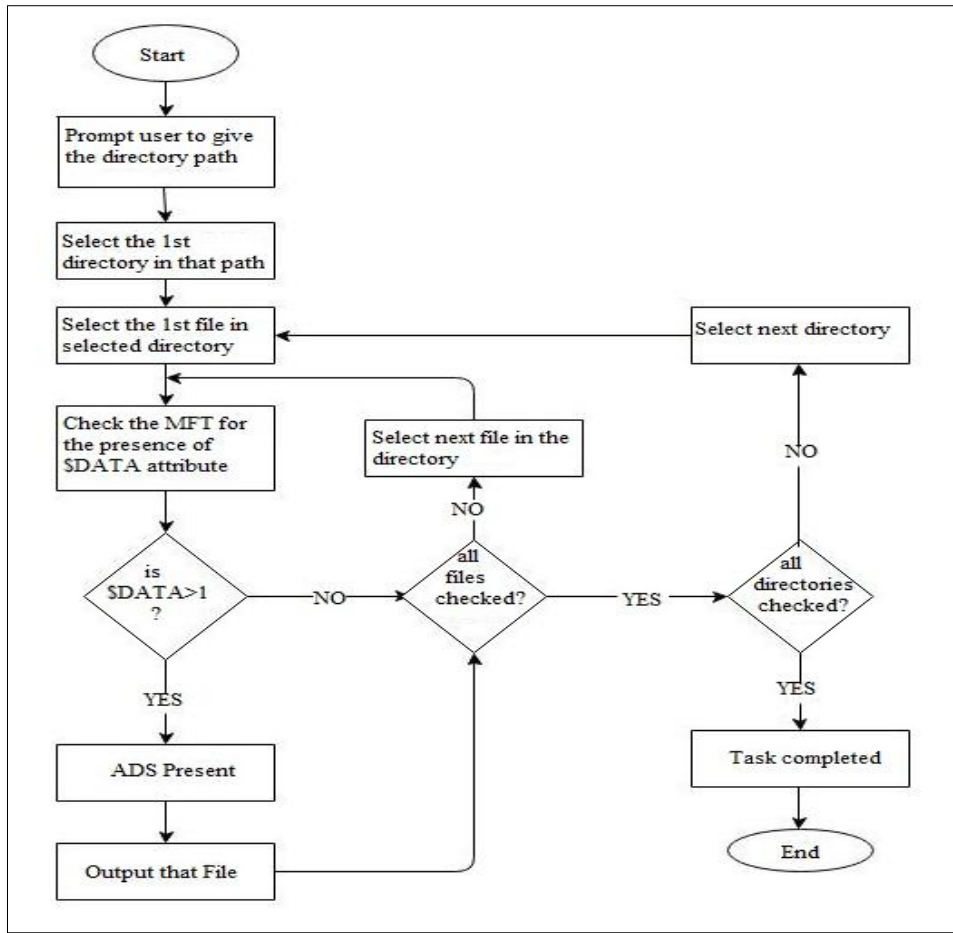 Start
Prompt user to give
the directory path
Select the 1st
directory in that path
Select the 1st file in
selected directory
Select next directory
Check the MFT for
the presence of
$DATA attribute
Select next file in the
directory
NO
NO
is
$DATA>1
?
NO
all
files
checked?
YES
all
directories
checked?
YES
YES
ADS Present
Task completed
Output that File
End